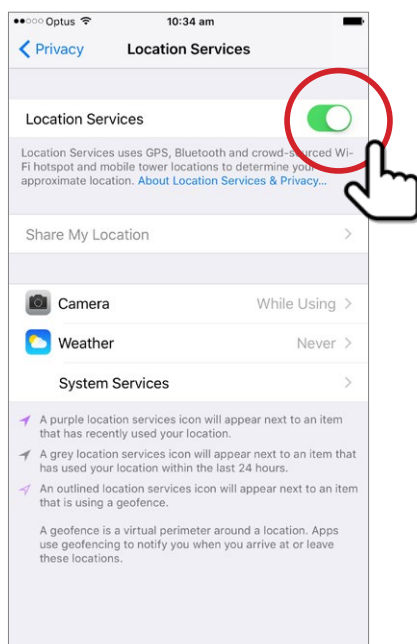 Optus 10:34 am
Privacy Location Services
Location Services
Location Services uses GPS, Bluetooth and crowd-sourced Wi-
Fi hotspot and mobile tower locations to determine your
approximate location. About Location Services & Privacy...
Share My Location
Camera While Using
Weather Never
System Services
A purple location services icon will appear next to an item
that has recently used your location.
A grey location services icon will appear next to an item that
has used your location within the last 24 hours.
An outlined location services icon will appear next to an item
that is using a geofence.
A geofence is a virtual perimeter around a location. Apps
use geofencing to notify you when you arrive at or leave
these locations.